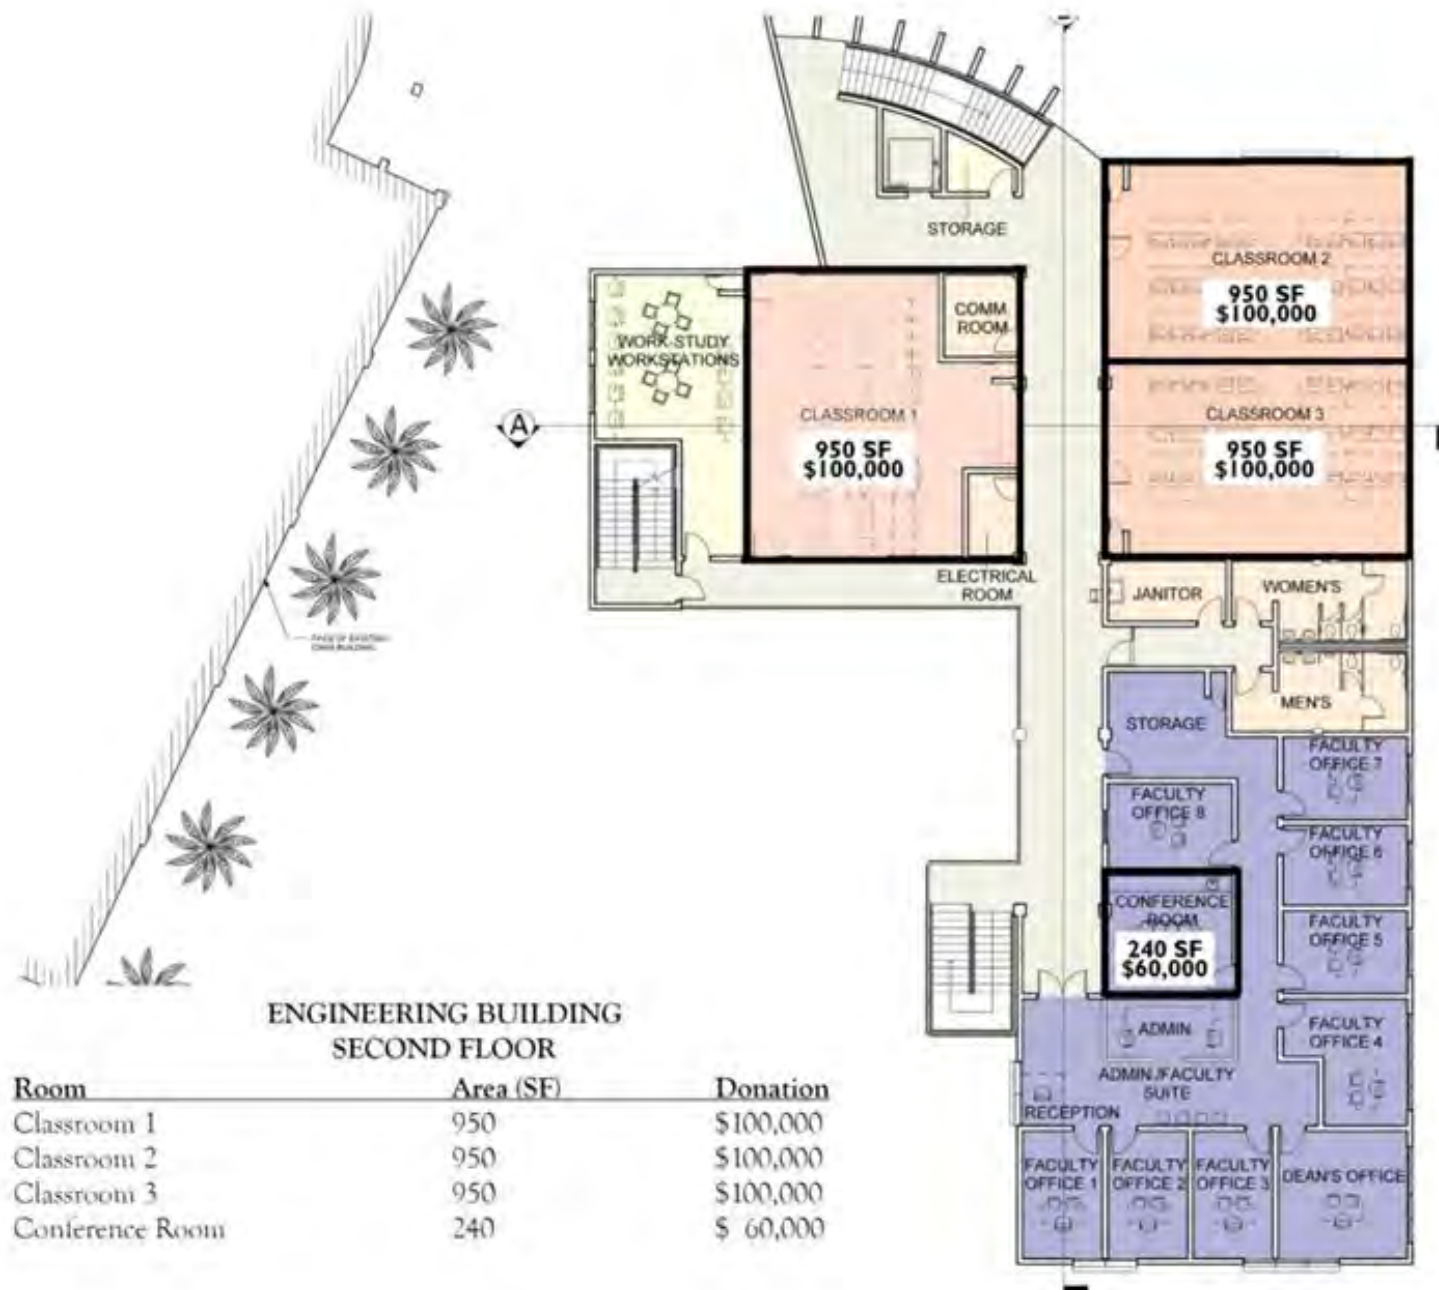 STORAGE
CLASSROOM 2
950 SF
$100,000
COMM
ROOM
WORK-STUDY
WORKSTATIONS
CLASSROOM 1
950 SF
$100,000
CLASSROOM 3
950 SF
$100,000
A
ELECTRICAL
ROOM
JANITOR
WOMEN'S
MEN'S
FACE OF EXISTING
STORAGE
FACULTY
OFFICE 7
FACULTY
OFFICE 8
FACULTY
OFFICE 6
CONFERENCE
ROOM
240 SF
$60,000
FACULTY
OFFICE 5
ADMIN
FACULTY
OFFICE 4
ADMIN./FACULTY
SUITE
RECEPTION
FACULTY
OFFICE 1
FACULTY
OFFICE 2
FACULTY
OFFICE 3
DEAN'S OFFICE
ENGINEERING BUILDING
SECOND FLOOR
Room Area (SF) Donation
Classroom 1 950 $100,000
Classroom 2 950 $100,000
Classroom 3 950 $100,000
Conference Room 240 $ 60,000